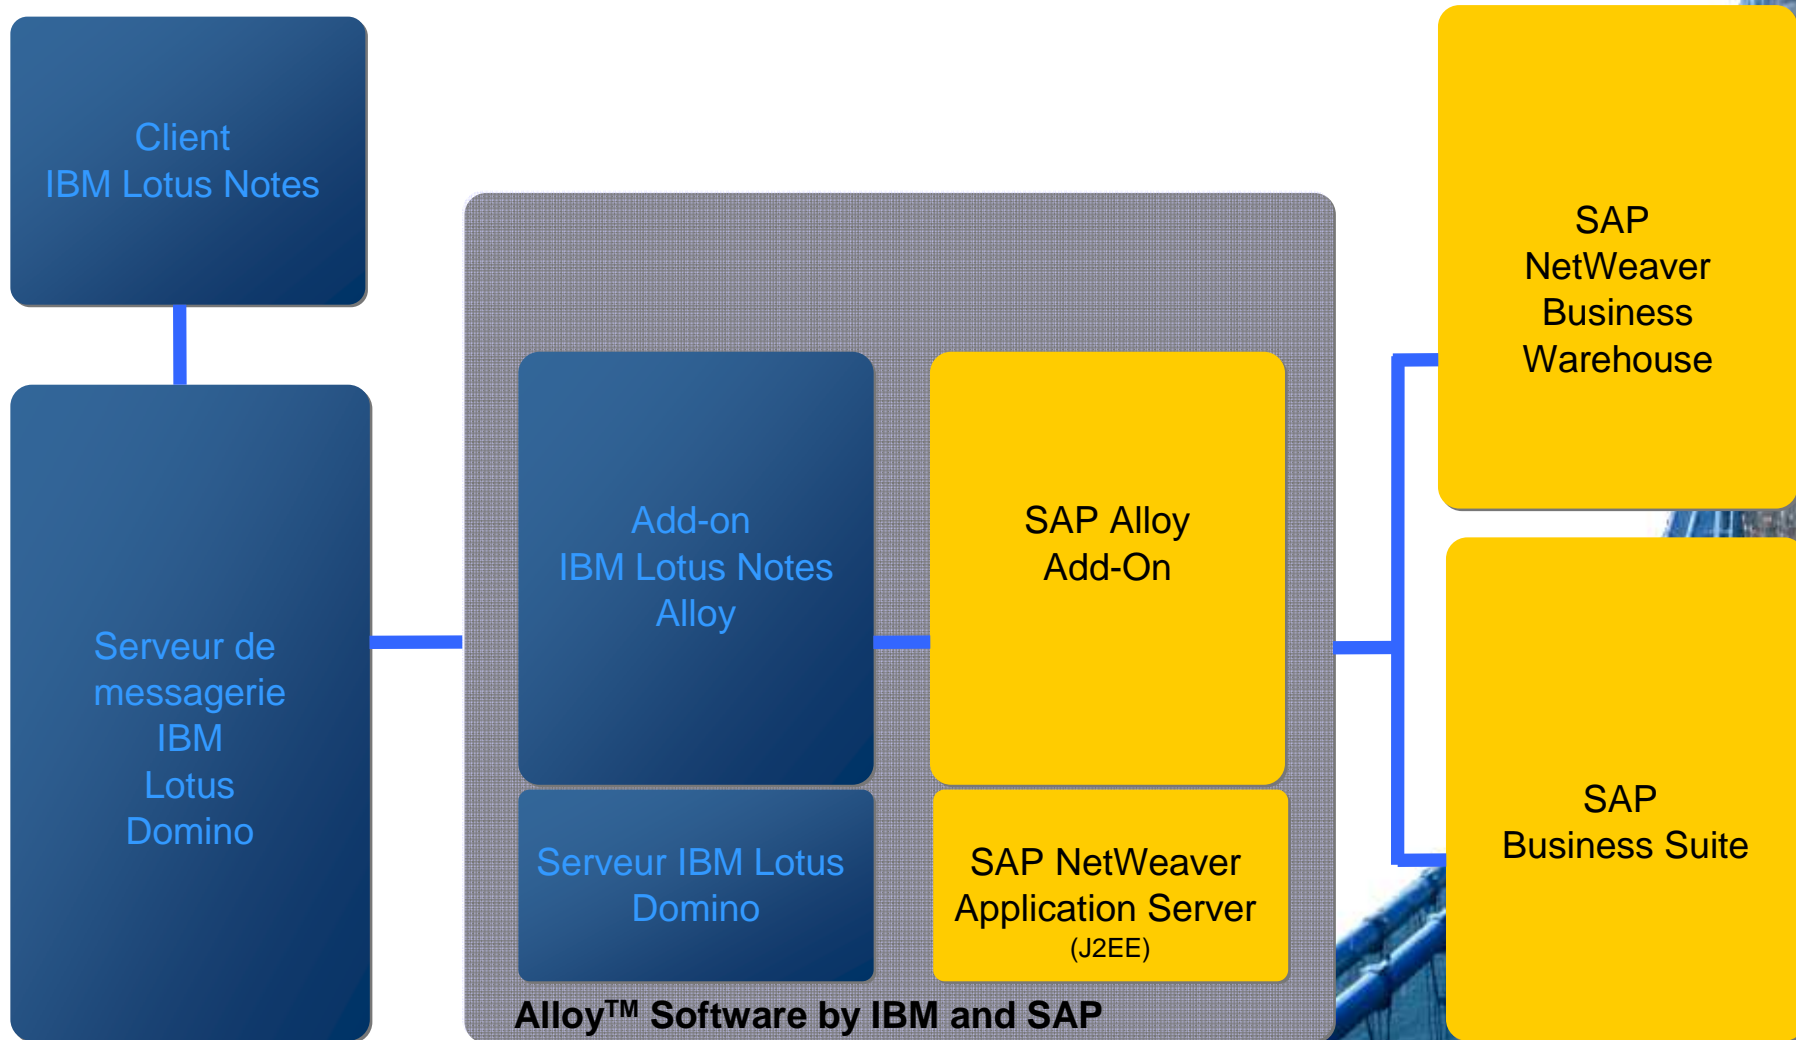 Client
IBM Lotus Notes
Serveur de
messagerie
IBM
Lotus
Domino
Add-on
IBM Lotus Notes
Alloy
Serveur IBM Lotus
Domino
SAP Alloy
Add-On
SAP NetWeaver
Application Server
(J2EE)
Alloy™ Software by IBM and SAP
SAP
NetWeaver
Business
Warehouse
SAP
Business Suite